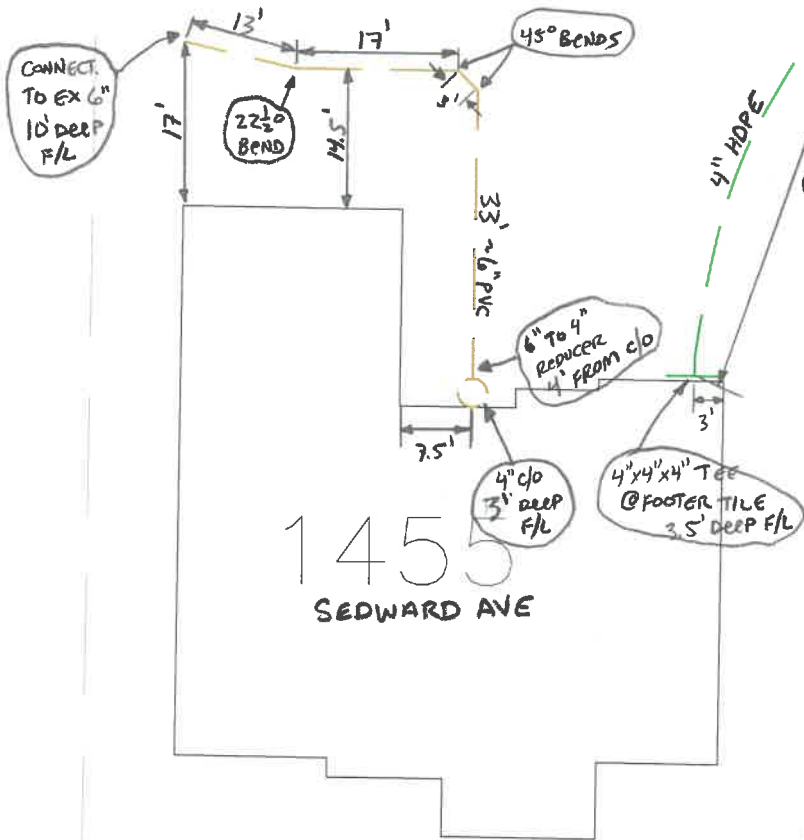 13'
17'
45° BENDS
CONNECT.
TO EX 6"
10' DEEP
F/L
17'
22½°
BEND
14.5'
4" HDPE
33' ~ 6" PVC
6" TO 4"
REDUCER
4' FROM C/O
7.5'
3'
4" C/O
DEEP
F/L
4"x4"x4" TEE
@ FOOTER TILE
3.5' DEEP F/L
1455
SEDWARD AVE